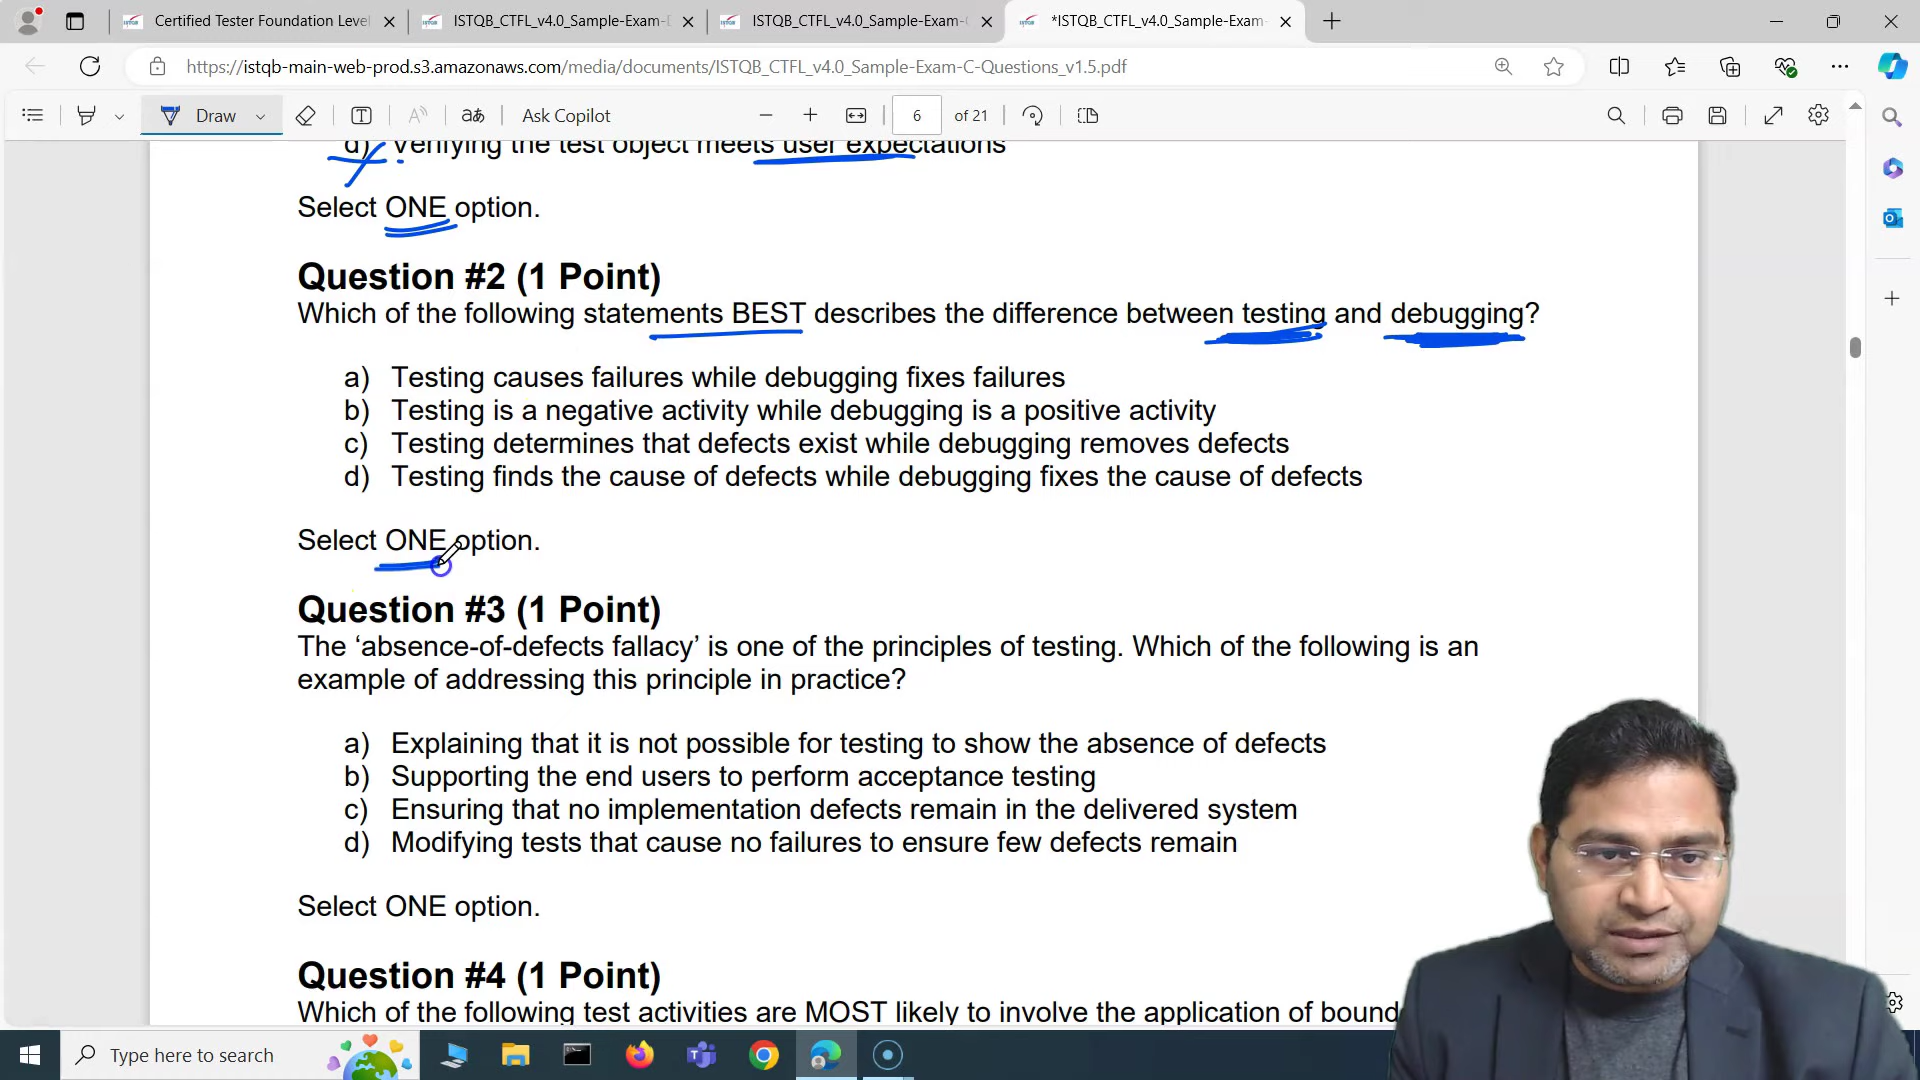 Certified Tester Foundation Leve
ISTQB_CTFL_v4.0_Sample-Exam-
ISTQB_CTFL_v4.0_Sample-Exam-
*ISTQB_CTFL_v4.0_Sample-Exam-
https://istqb-main-web-prod.s3.amazonaws.com/media/documents/ISTQB_CTFL_v4.0_Sample-Exam-C-Questions_v1.5.pdf
Draw
Ask Copilot
6 of 21
d) Verifying the test object meets user expectations
Select ONE option.
Question #2 (1 Point)
Which of the following statements BEST describes the difference between testing and debugging?
a) Testing causes failures while debugging fixes failures
b) Testing is a negative activity while debugging is a positive activity
c) Testing determines that defects exist while debugging removes defects
d) Testing finds the cause of defects while debugging fixes the cause of defects
Select ONE option.
Question #3 (1 Point)
The ‘absence-of-defects fallacy’ is one of the principles of testing. Which of the following is an
example of addressing this principle in practice?
a) Explaining that it is not possible for testing to show the absence of defects
b) Supporting the end users to perform acceptance testing
c) Ensuring that no implementation defects remain in the delivered system
d) Modifying tests that cause no failures to ensure few defects remain
Select ONE option.
Question #4 (1 Point)
Which of the following test activities are MOST likely to involve the application of bound
Type here to search